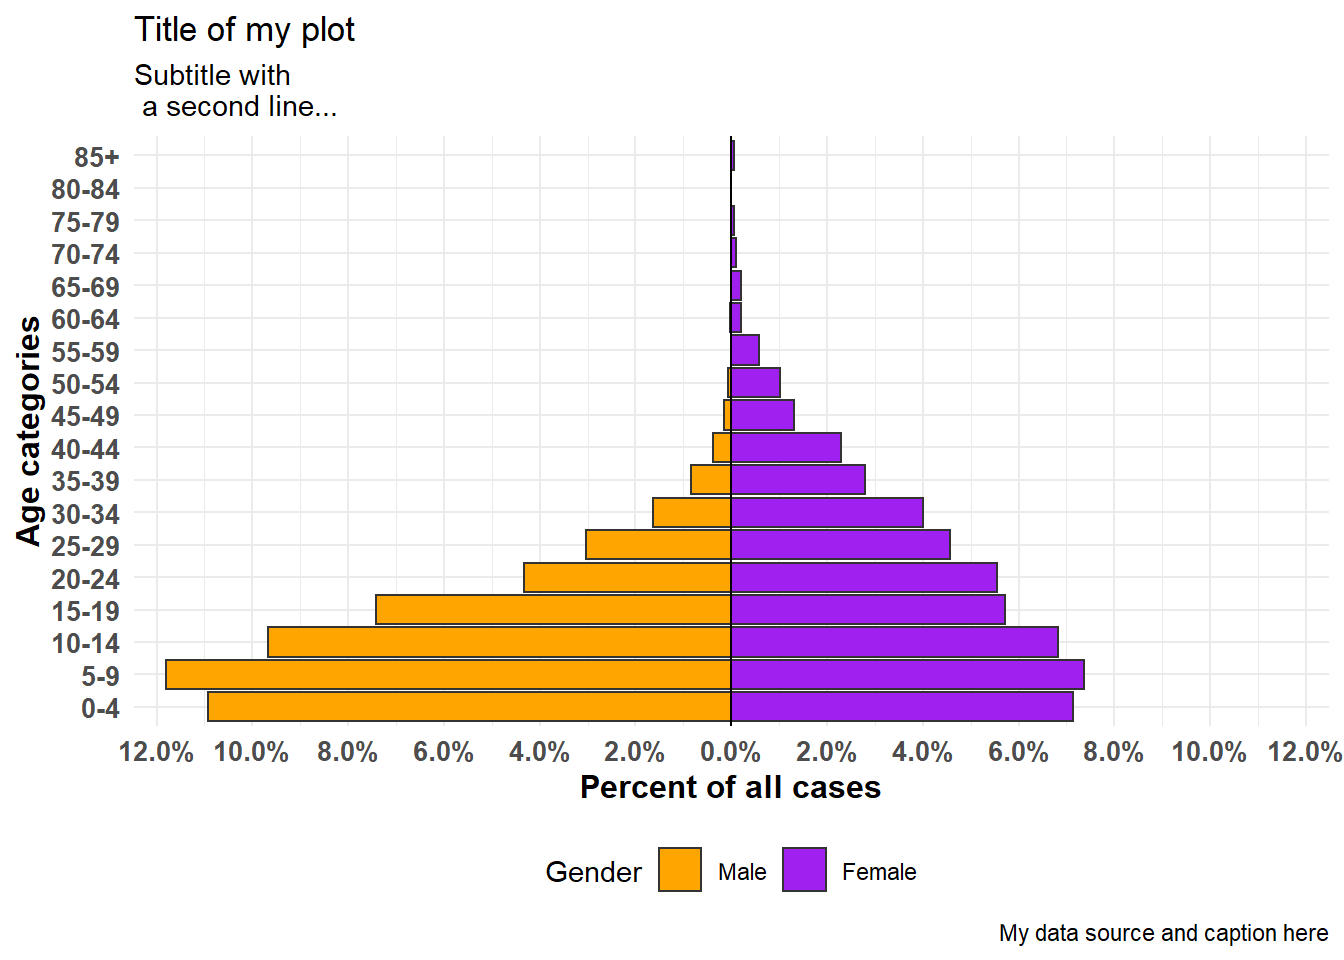 Title of my plot
Subtitle with
a second line...
Age categories
85+
80-84
75-79
70-74
65-69
60-64
55-59
50-54
45-49
40-44
35-39
30-34
25-29
20-24
15-19
10-14
5-9
0-4
12.0% 10.0% 8.0% 6.0% 4.0% 2.0% 0.0% 2.0% 4.0% 6.0% 8.0% 10.0% 12.0%
Percent of all cases
Gender Male Female
My data source and caption here